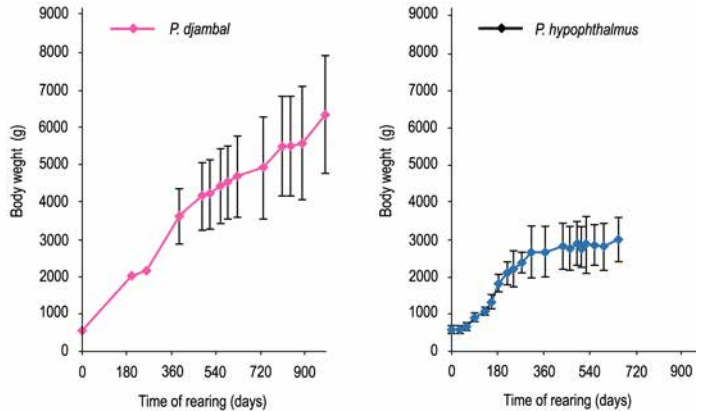 9000
8000
7000
6000
5000
4000
3000
2000
1000
0
Body weght (g)
P. djambal
0 180 360 540 720 900
Time of rearing (days)
9000
8000
7000
6000
5000
4000
3000
2000
1000
0
Body weght (g)
P. hypophthalmus
0 180 360 540 720 900
Time of rearing (days)